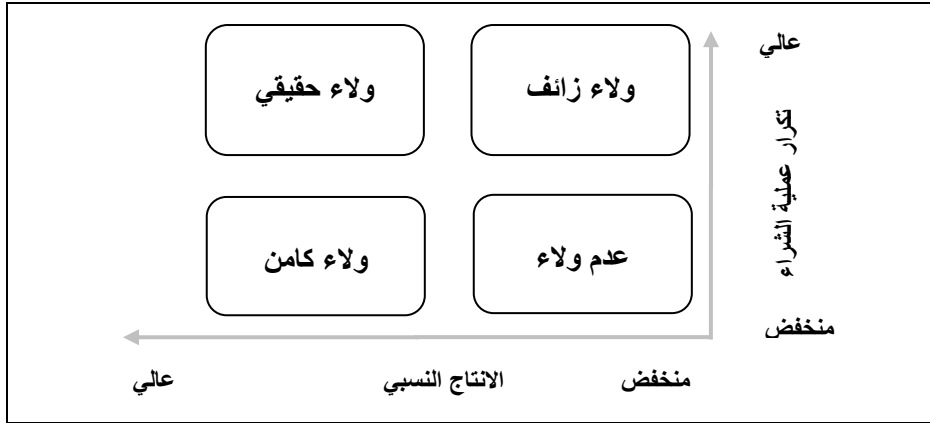 عالي
ولاء زائف
ولاء حقيقي
تكرار عملية الشراء
عدم ولاء
ولاء كامن
منخفض
منخفض
الانتاج النسبي
عالي